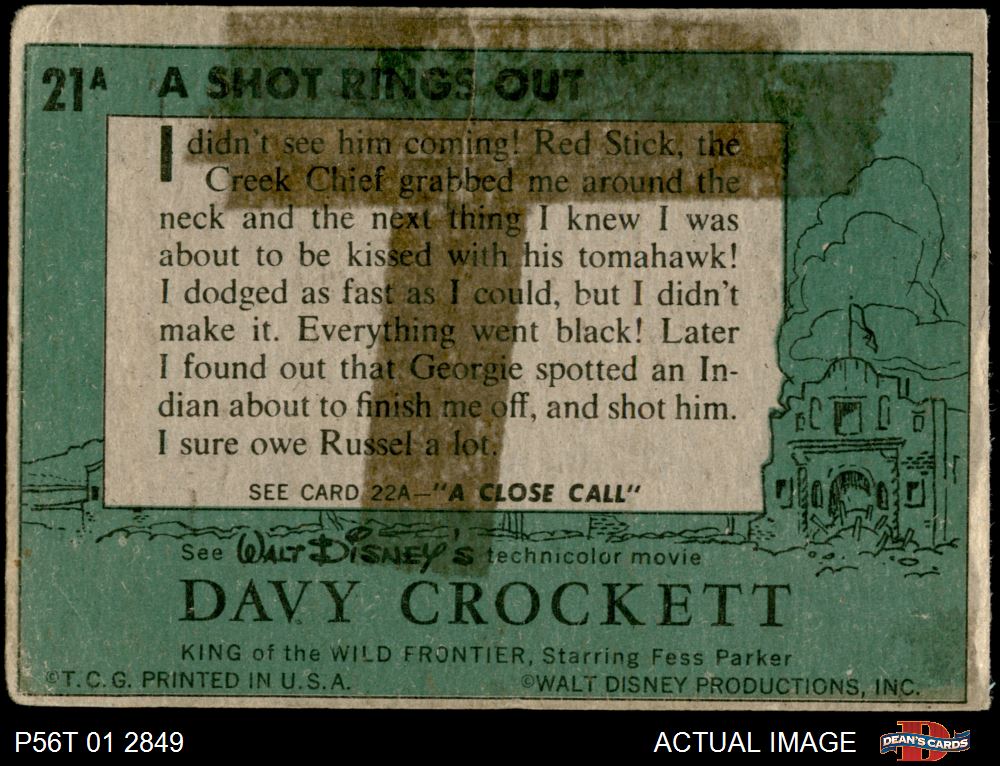 21A A SHOT RINGS OUT
I didn't see him coming! Red Stick, the
Creek Chief grabbed me around the
neck and the next thing I knew I was
about to be kissed with his tomahawk!
I dodged as fast as I could, but I didn't
make it. Everything went black! Later
I found out that Georgie spotted an In-
dian about to finish me off, and shot him.
I sure owe Russel a lot.
SEE CARD 22A—"A CLOSE CALL"
See WALT DISNEY'S technicolor movie
DAVY CROCKETT
KING of the WILD FRONTIER, Starring Fess Parker
©T.C.G. PRINTED IN U.S.A. ©WALT DISNEY PRODUCTIONS, INC.
P56T 01 2849 ACTUAL IMAGE D DEAN'S CARDS